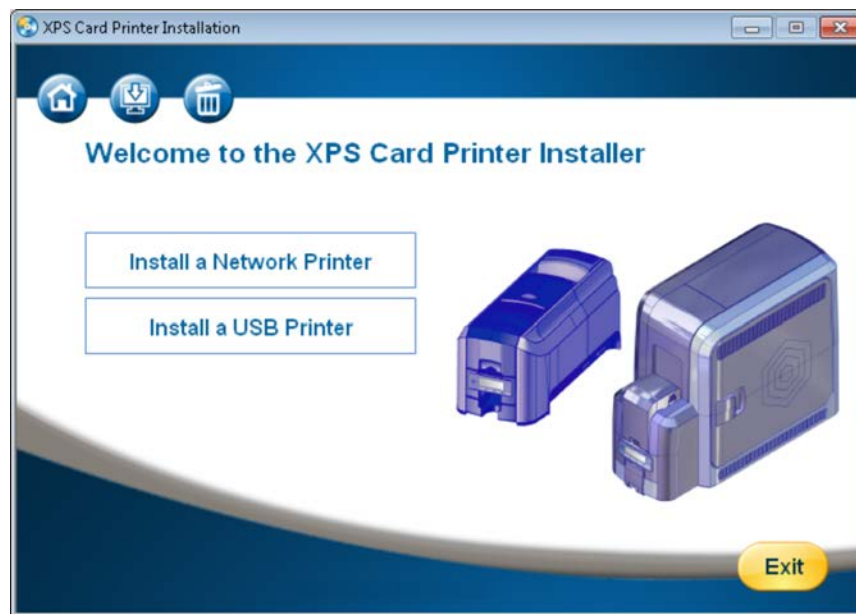 XPS Card Printer Installation
Welcome to the XPS Card Printer Installer
Install a Network Printer
Install a USB Printer
Exit